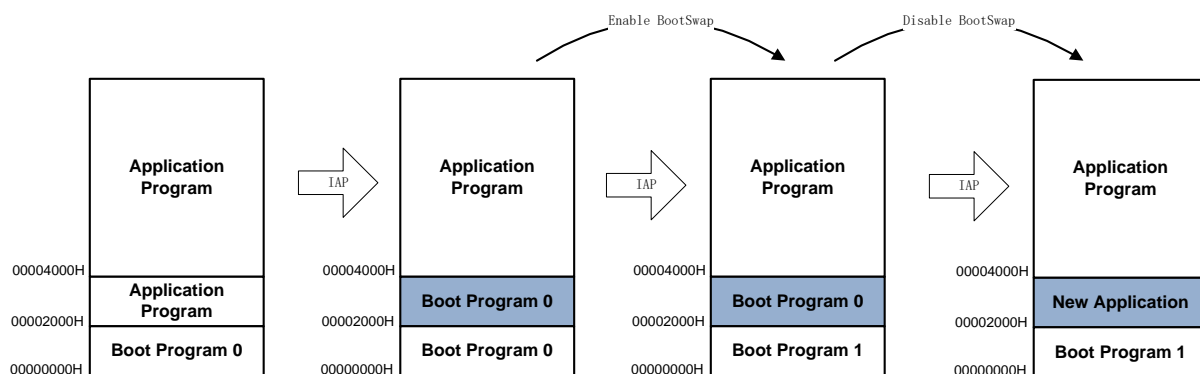 Enable BootSwap
Disable BootSwap
Application
Program
IAP
Application
Program
IAP
Application
Program
IAP
Application
Program
00004000H
00004000H
00004000H
00004000H
Application
Program
Boot Program 0
Boot Program 0
New Application
00002000H
00002000H
00002000H
00002000H
Boot Program 0
Boot Program 0
Boot Program 1
Boot Program 1
00000000H
00000000H
00000000H
00000000H